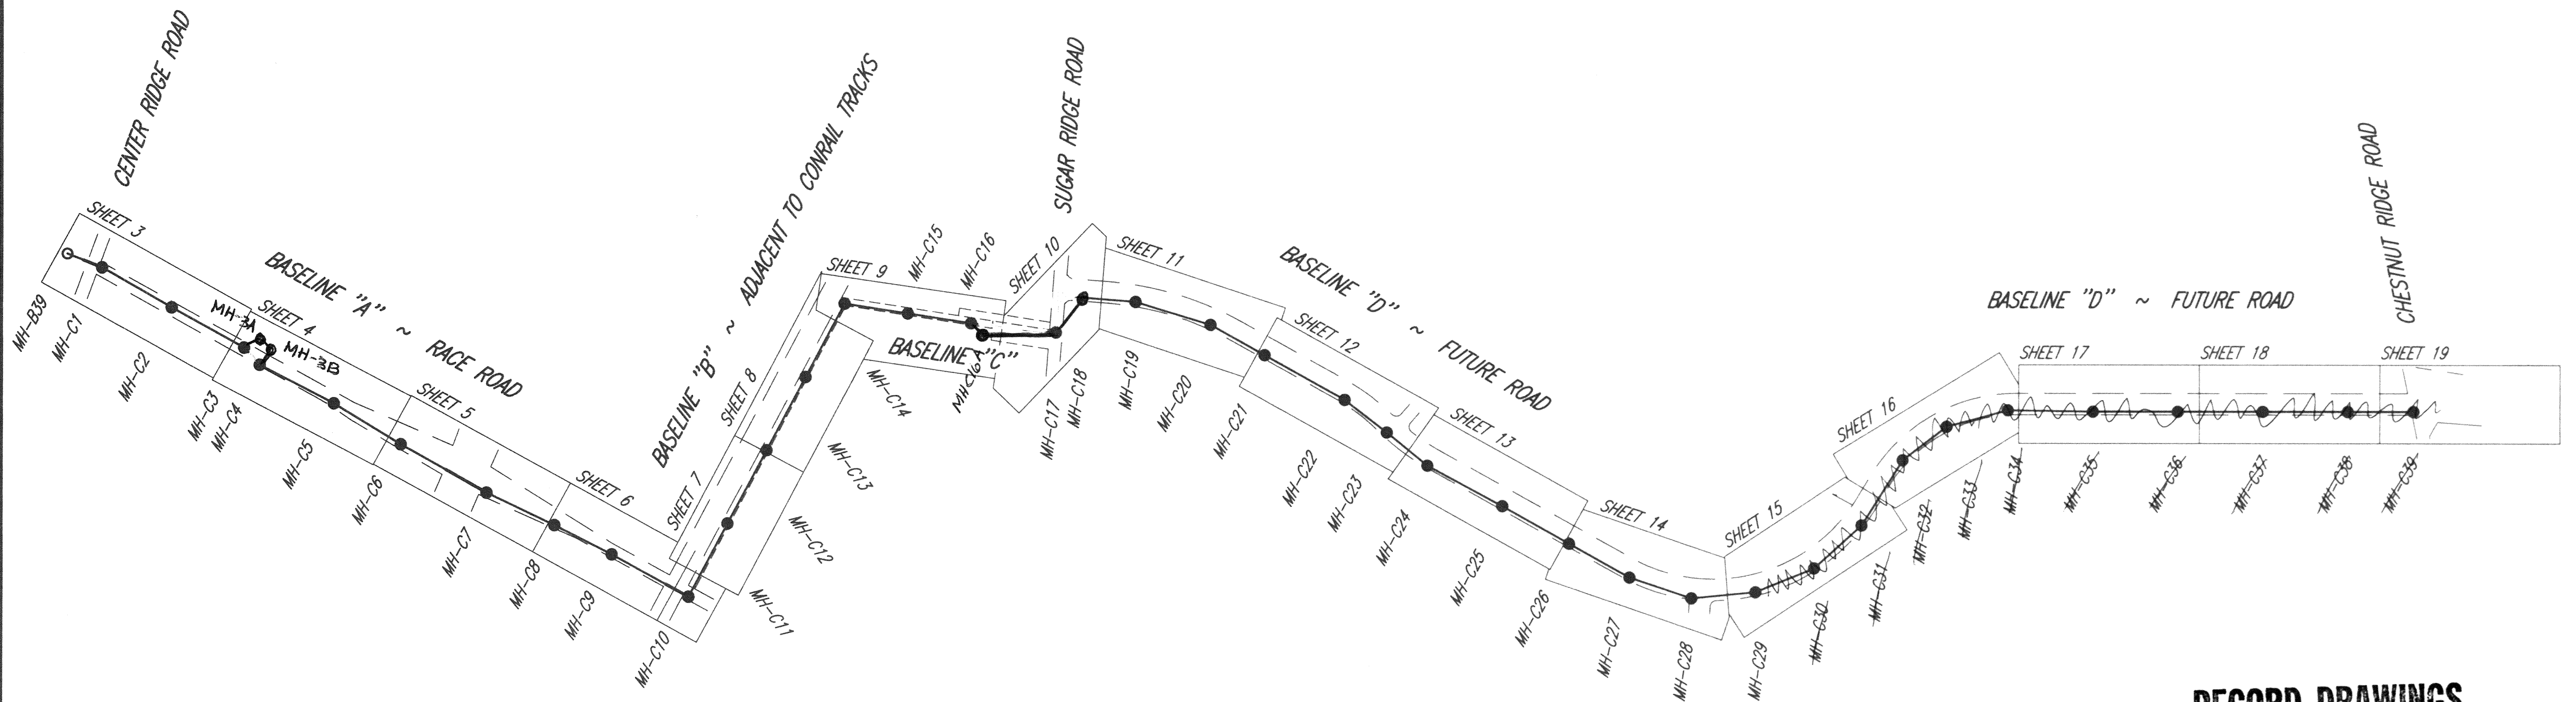 CENTER RIDGE ROAD
SHEET 3
MH-B39
MH-C1
MH-C2
BASELINE "A" ~ RACE ROAD
MH-3A
MH-3B
SHEET 4
MH-C3
MH-C4
MH-C5
MH-C6
SHEET 5
MH-C7
SHEET 6
MH-C8
MH-C9
MH-C10
BASELINE "B" ~ ADJACENT TO CONRAIL TRACKS
SHEET 7
MH-C11
MH-C12
SHEET 8
MH-C13
MH-C14
SHEET 9
MH-C15
MH-C16
BASELINE "C"
MHC16A
SHEET 10
SUGAR RIDGE ROAD
MH-C17
MH-C18
SHEET 11
MH-C19
MH-C20
MH-C21
BASELINE "D" ~ FUTURE ROAD
SHEET 12
MH-C22
MH-C23
MH-C24
SHEET 13
MH-C25
MH-C26
SHEET 14
MH-C27
MH-C28
SHEET 15
MH-C29
MH-C30
MH-C31
SHEET 16
MH-C32
MH-C33
MH-C34
BASELINE "D" ~ FUTURE ROAD
SHEET 17
MH-C35
MH-C36
SHEET 18
MH-C37
MH-C38
SHEET 19
MH-C39
CHESTNUT RIDGE ROAD
RECORD DRAWINGS